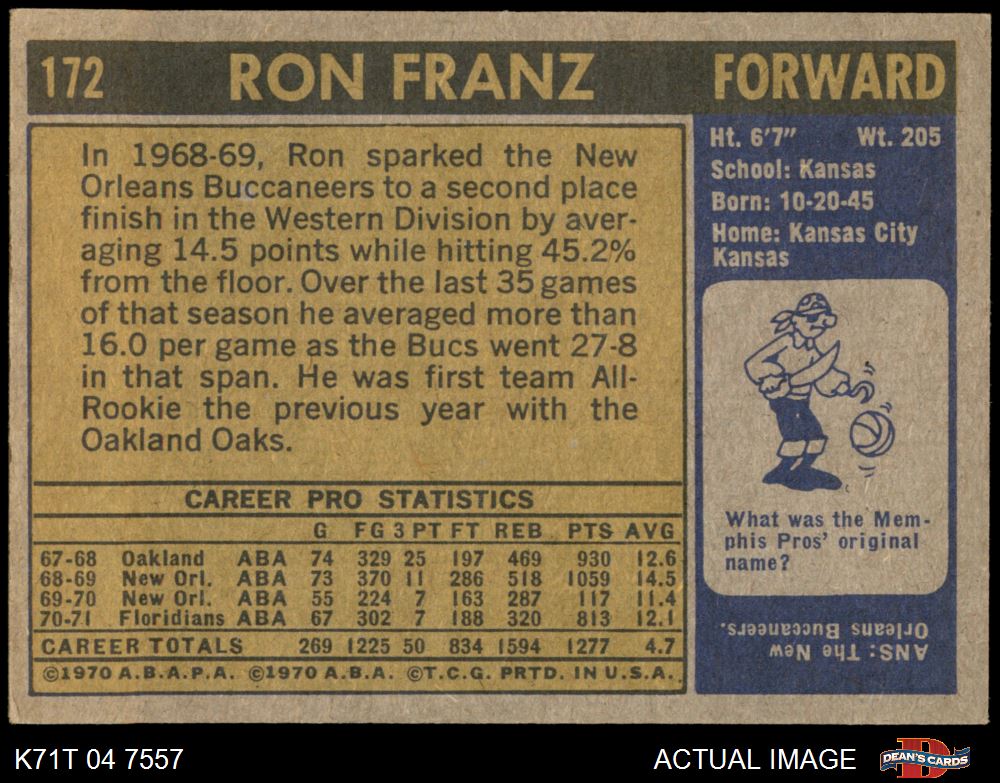 172 RON FRANZ FORWARD
In 1968-69, Ron sparked the New
Orleans Buccaneers to a second place
finish in the Western Division by aver-
aging 14.5 points while hitting 45.2%
from the floor. Over the last 35 games
of that season he averaged more than
16.0 per game as the Bucs went 27-8
in that span. He was first team All-
Rookie the previous year with the
Oakland Oaks.
CAREER PRO STATISTICS
G FG 3 PT FT REB PTS AVG
67-68 Oakland ABA 74 329 25 197 469 930 12.6
68-69 New Orl. ABA 73 370 11 286 518 1059 14.5
69-70 New Orl. ABA 55 224 7 163 287 117 11.4
70-71 Floridians ABA 67 302 7 188 320 813 12.1
CAREER TOTALS 269 1225 50 834 1594 1277 4.7
©1970 A.B.A.P.A. ©1970 A.B.A. ©T.C.G. PRTD. IN U.S.A.
Ht. 6'7" Wt. 205
School: Kansas
Born: 10-20-45
Home: Kansas City
Kansas
What was the Mem-
phis Pros' original
name?
ANS: The New
Orleans Buccaneers.
K71T 04 7557 ACTUAL IMAGE DEAN'S CARDS